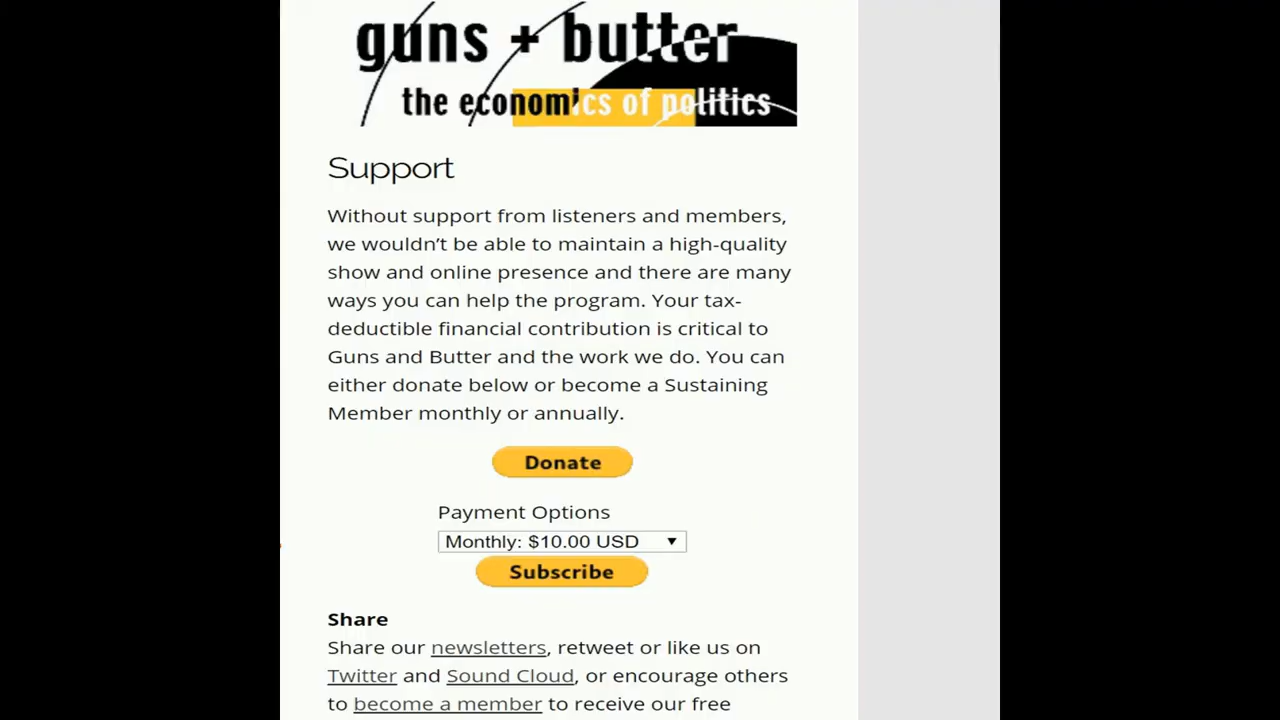 guns + butter
the economics of politics
Support
Without support from listeners and members,
we wouldn’t be able to maintain a high-quality
show and online presence and there are many
ways you can help the program. Your tax-
deductible financial contribution is critical to
Guns and Butter and the work we do. You can
either donate below or become a Sustaining
Member monthly or annually.
Donate
Payment Options
Monthly: $10.00 USD
Subscribe
Share
Share our newsletters, retweet or like us on
Twitter and Sound Cloud, or encourage others
to become a member to receive our free